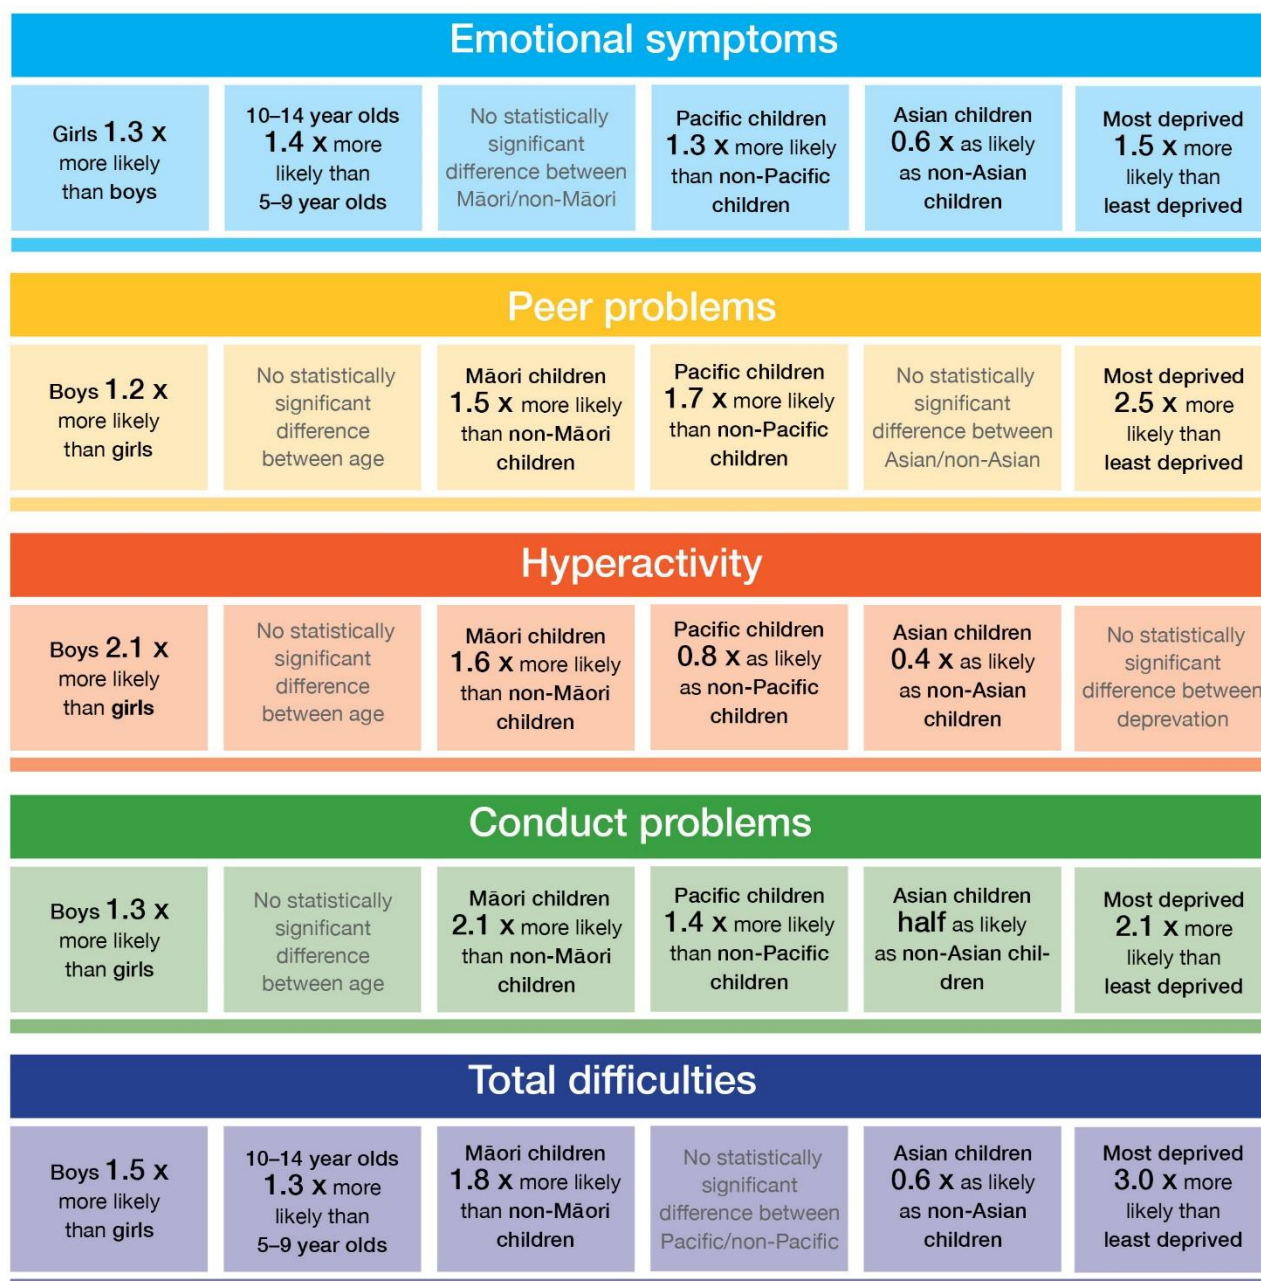 Emotional symptoms
Girls 1.3 x
more likely
than boys
10–14 year olds
1.4 x more
likely than
5–9 year olds
No statistically
significant
difference between
Māori/non-Māori
Pacific children
1.3 x more likely
than non-Pacific
children
Asian children
0.6 x as likely
as non-Asian
children
Most deprived
1.5 x more
likely than
least deprived
Peer problems
Boys 1.2 x
more likely
than girls
No statistically
significant
difference
between age
Māori children
1.5 x more likely
than non-Māori
children
Pacific children
1.7 x more likely
than non-Pacific
children
No statistically
significant
difference between
Asian/non-Asian
Most deprived
2.5 x more
likely than
least deprived
Hyperactivity
Boys 2.1 x
more likely
than girls
No statistically
significant
difference
between age
Māori children
1.6 x more likely
than non-Māori
children
Pacific children
0.8 x as likely
as non-Pacific
children
Asian children
0.4 x as likely
as non-Asian
children
No statistically
significant
difference between
deprevation
Conduct problems
Boys 1.3 x
more likely
than girls
No statistically
significant
difference
between age
Māori children
2.1 x more likely
than non-Māori
children
Pacific children
1.4 x more likely
than non-Pacific
children
Asian children
half as likely
as non-Asian chil-
dren
Most deprived
2.1 x more
likely than
least deprived
Total difficulties
Boys 1.5 x
more likely
than girls
10–14 year olds
1.3 x more
likely than
5–9 year olds
Māori children
1.8 x more likely
than non-Māori
children
No statistically
significant
difference between
Pacific/non-Pacific
Asian children
0.6 x as likely
as non-Asian
children
Most deprived
3.0 x more
likely than
least deprived